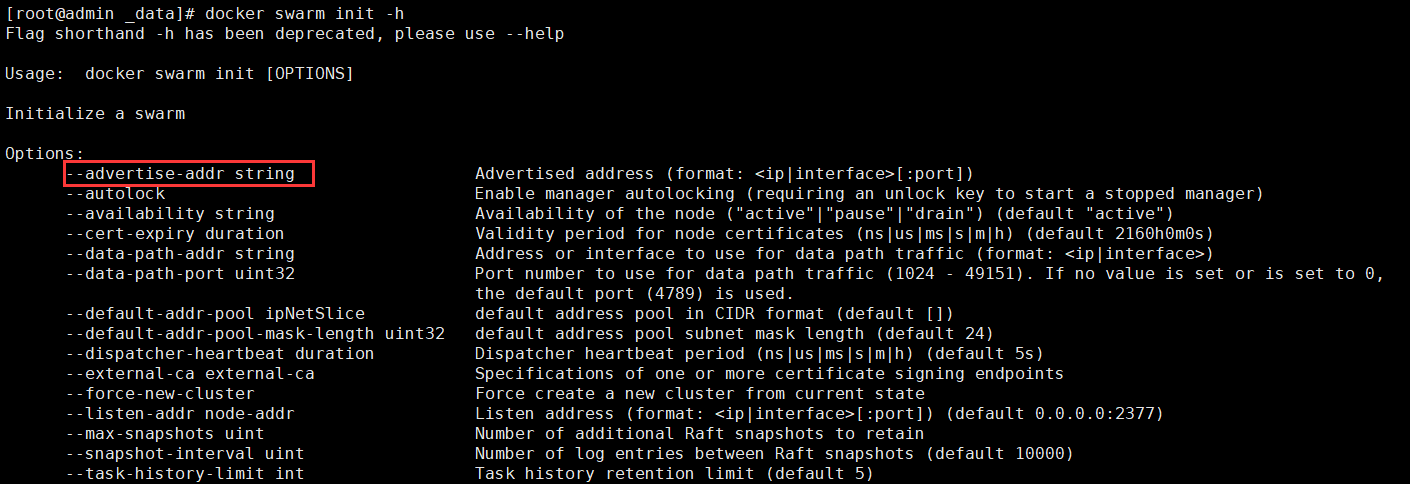 [root@admin _data]# docker swarm init -h
Flag shorthand -h has been deprecated, please use --help
Usage:  docker swarm init [OPTIONS]
Initialize a swarm
Options:
      --advertise-addr string                  Advertised address (format: <ip|interface>[:port])
      --autolock                               Enable manager autolocking (requiring an unlock key to start a stopped manager)
      --availability string                    Availability of the node ("active"|"pause"|"drain") (default "active")
      --cert-expiry duration                   Validity period for node certificates (ns|us|ms|s|m|h) (default 2160h0m0s)
      --data-path-addr string                  Address or interface to use for data path traffic (format: <ip|interface>)
      --data-path-port uint32                  Port number to use for data path traffic (1024 - 49151). If no value is set or is set to 0,
                                               the default port (4789) is used.
      --default-addr-pool ipNetSlice           default address pool in CIDR format (default [])
      --default-addr-pool-mask-length uint32   default address pool subnet mask length (default 24)
      --dispatcher-heartbeat duration          Dispatcher heartbeat period (ns|us|ms|s|m|h) (default 5s)
      --external-ca external-ca                Specifications of one or more certificate signing endpoints
      --force-new-cluster                      Force create a new cluster from current state
      --listen-addr node-addr                  Listen address (format: <ip|interface>[:port]) (default 0.0.0.0:2377)
      --max-snapshots uint                     Number of additional Raft snapshots to retain
      --snapshot-interval uint                 Number of log entries between Raft snapshots (default 10000)
      --task-history-limit int                 Task history retention limit (default 5)